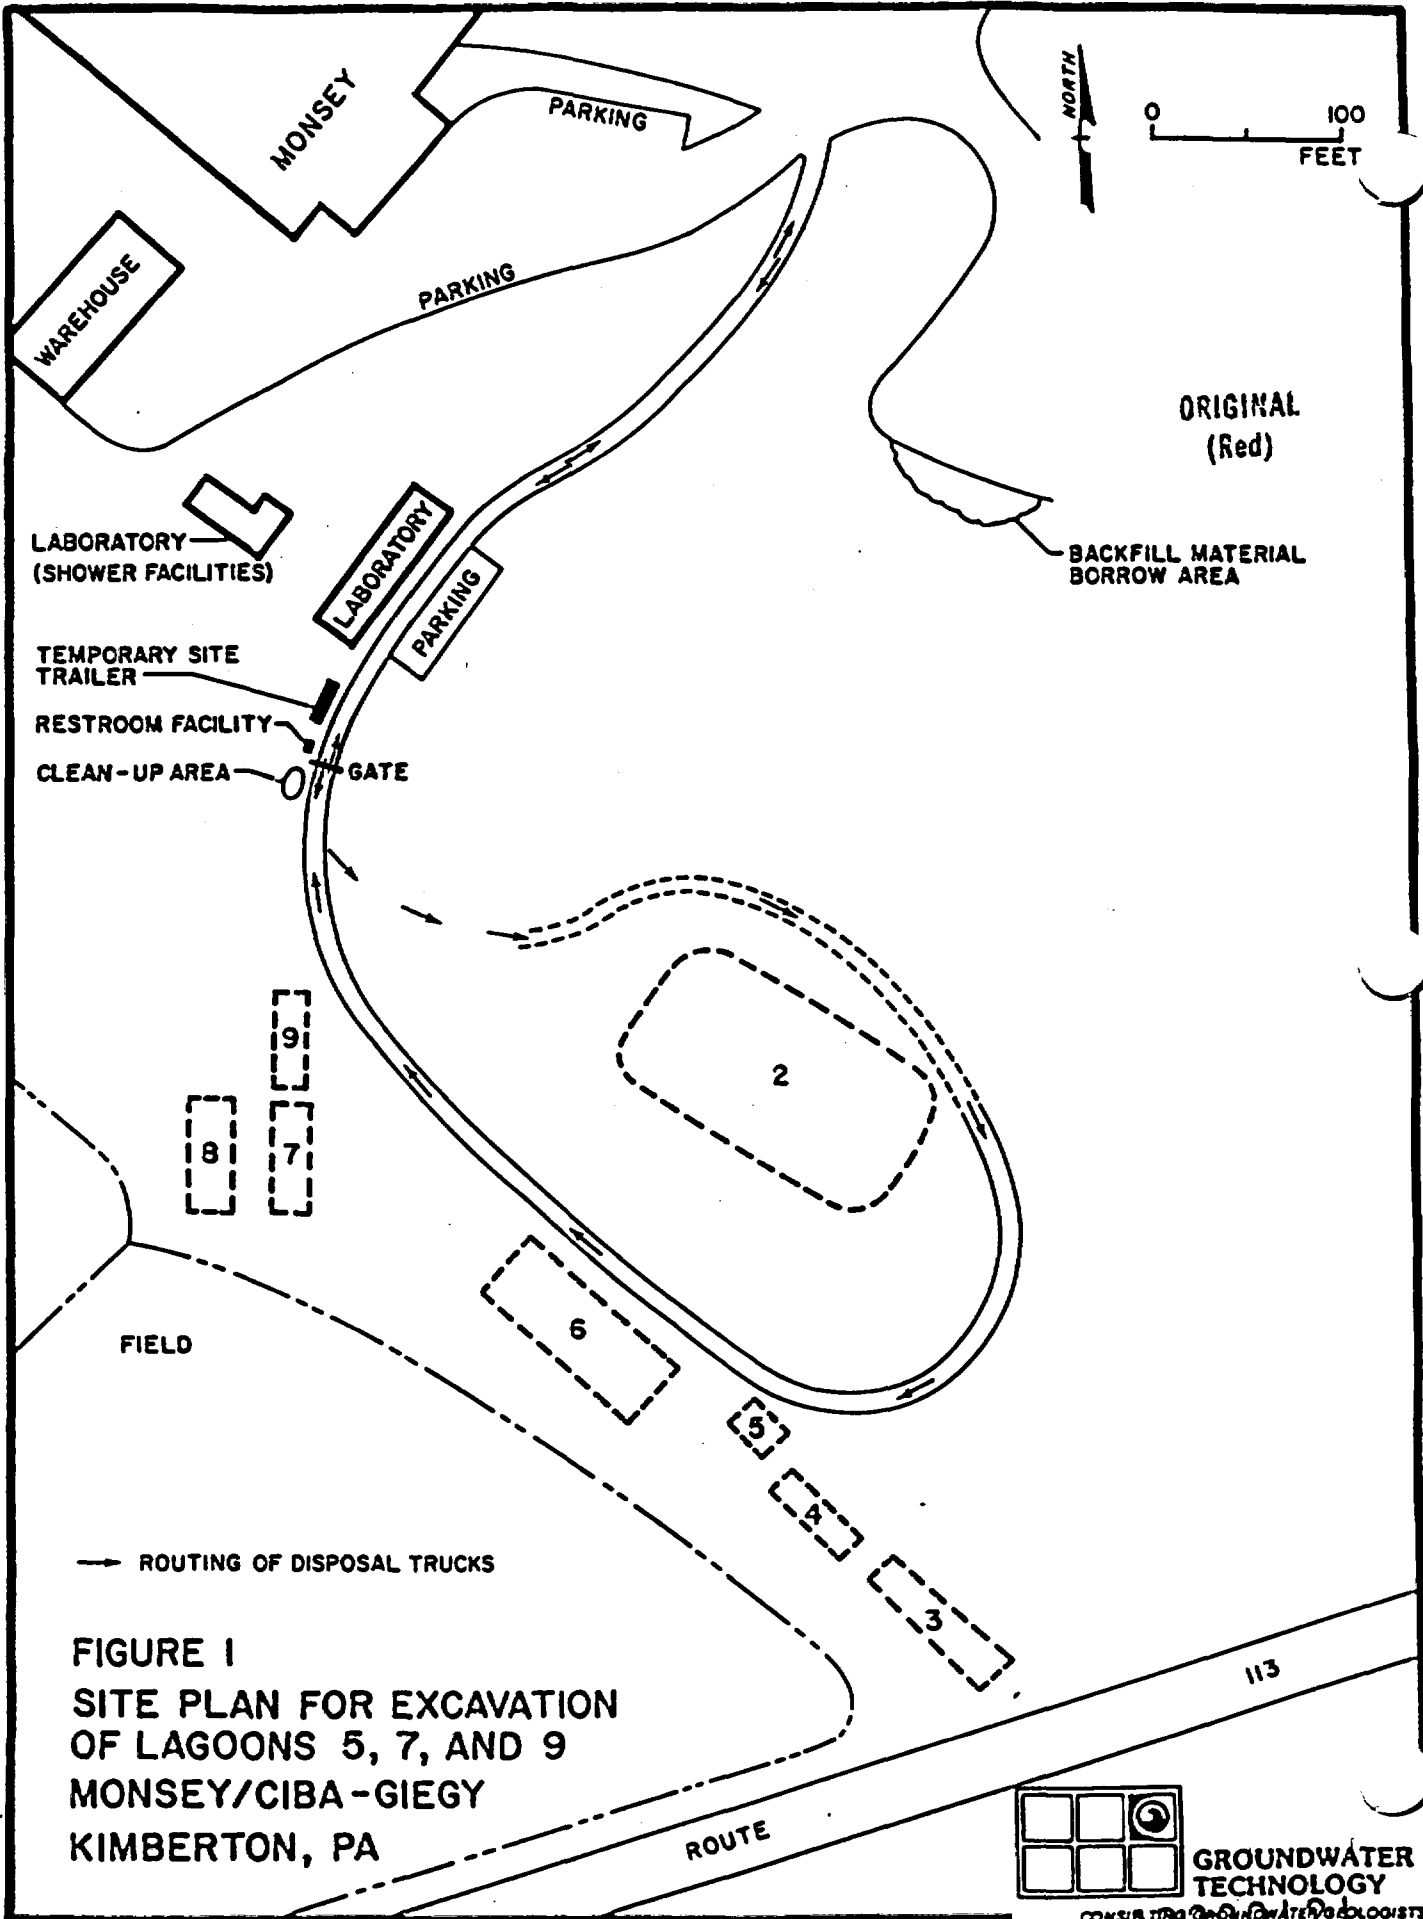 MONSEY
PARKING
NORTH
0 100
FEET
WAREHOUSE
PARKING
ORIGINAL
(Red)
LABORATORY
(SHOWER FACILITIES)
LABORATORY
PARKING
BACKFILL MATERIAL
BORROW AREA
TEMPORARY SITE
TRAILER
RESTROOM FACILITY
CLEAN-UP AREA
GATE
9
2
8
7
6
FIELD
5
4
ROUTING OF DISPOSAL TRUCKS
3
FIGURE 1
SITE PLAN FOR EXCAVATION
OF LAGOONS 5, 7, AND 9
MONSEY/CIBA-GIEGY
KIMBERTON, PA
113
ROUTE
GROUNDWATER
TECHNOLOGY
CONSULTING GROUNDWATER GEOLOGISTS